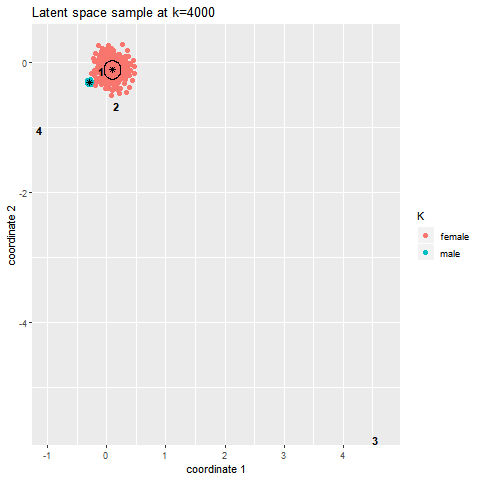 Latent space sample at k=4000
0
-2
-4
coordinate 2
1
2
4
3
-1
0
1
2
3
4
coordinate 1
K
female
male